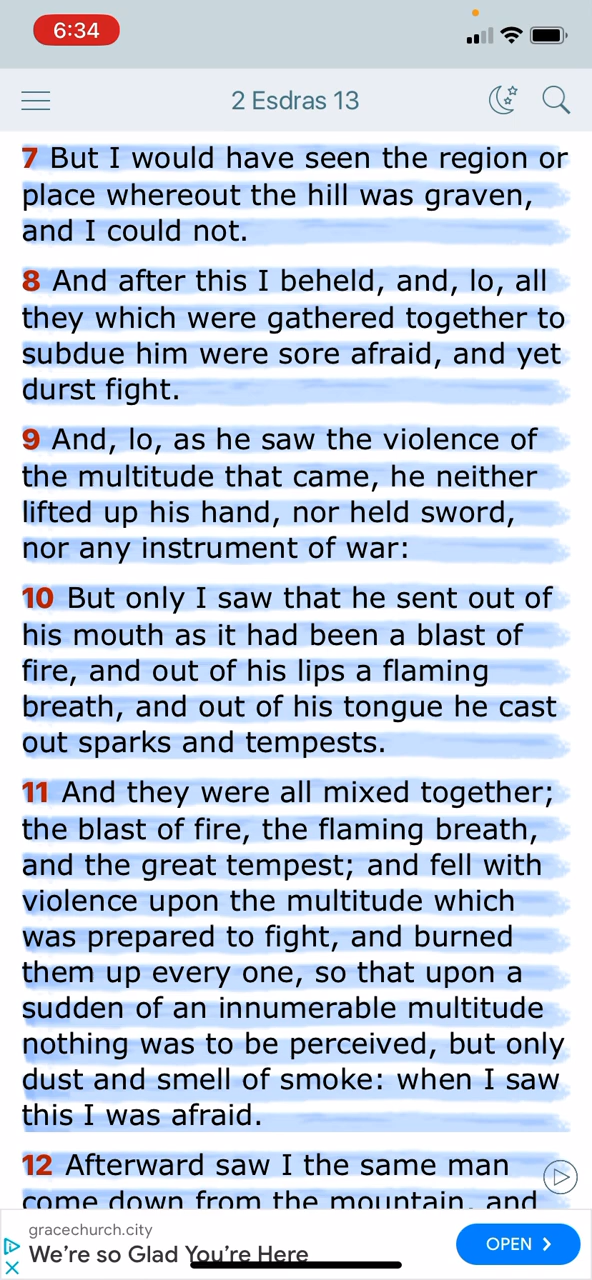 6:34
2 Esdras 13
7 But I would have seen the region or
place whereout the hill was graven,
and I could not.
8 And after this I beheld, and, lo, all
they which were gathered together to
subdue him were sore afraid, and yet
durst fight.
9 And, lo, as he saw the violence of
the multitude that came, he neither
lifted up his hand, nor held sword,
nor any instrument of war:
10 But only I saw that he sent out of
his mouth as it had been a blast of
fire, and out of his lips a flaming
breath, and out of his tongue he cast
out sparks and tempests.
11 And they were all mixed together;
the blast of fire, the flaming breath,
and the great tempest; and fell with
violence upon the multitude which
was prepared to fight, and burned
them up every one, so that upon a
sudden of an innumerable multitude
nothing was to be perceived, but only
dust and smell of smoke: when I saw
this I was afraid.
12 Afterward saw I the same man
come down from the mountain, and
gracechurch.city
We're so Glad You're Here
OPEN